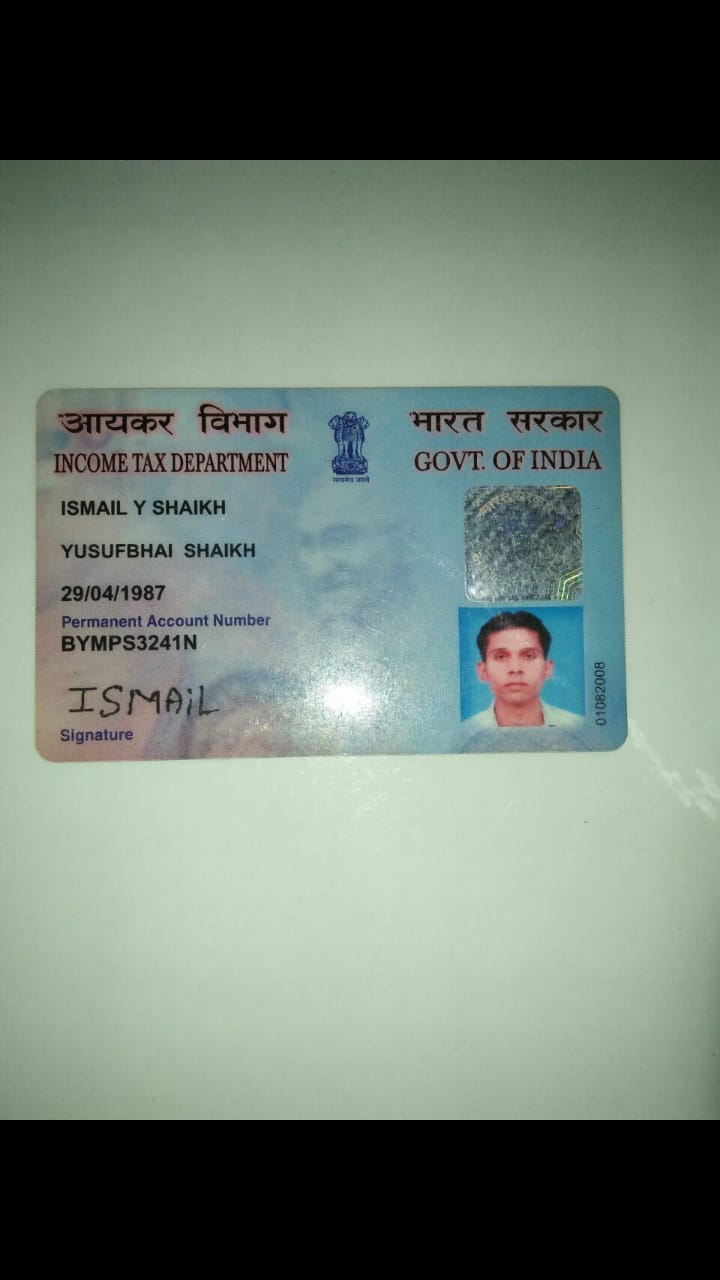 आयकर विभाग
भारत सरकार
INCOME TAX DEPARTMENT
GOVT. OF INDIA
सत्यमेव जयते
ISMAIL Y SHAIKH
YUSUFBHAI SHAIKH
29/04/1987
Permanent Account Number
BYMPS3241N
ISMAiL
Signature
01082008